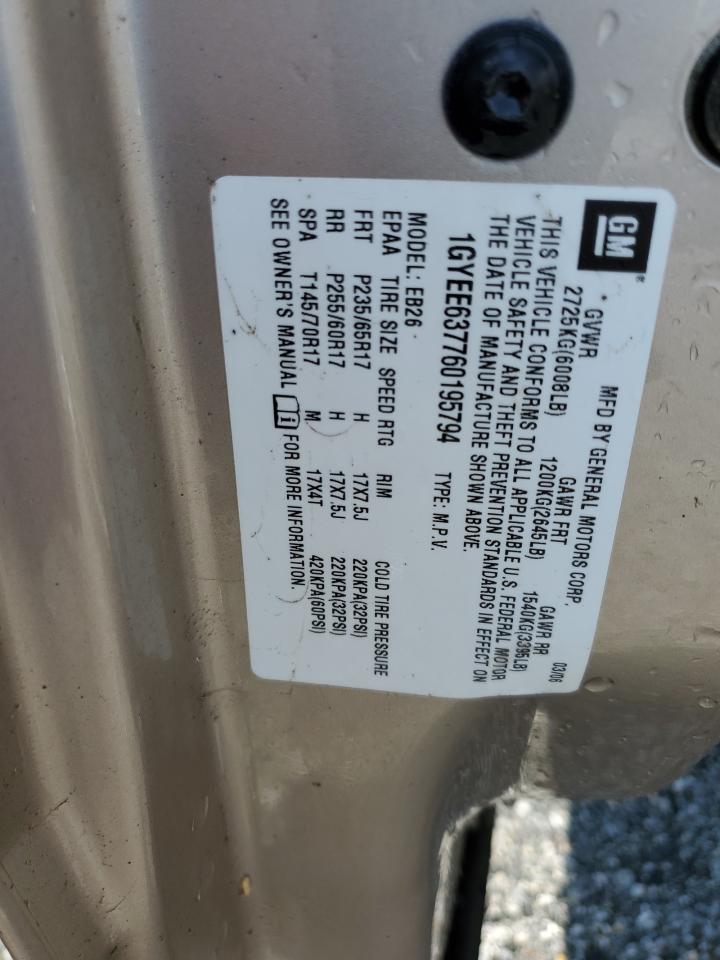 GM®
MFD BY GENERAL MOTORS CORP.
03/06
GVWR GAWR FRT GAWR RR
2725KG(6008LB) 1200KG(2645LB) 1540KG(3395LB)
THIS VEHICLE CONFORMS TO ALL APPLICABLE U.S. FEDERAL MOTOR
VEHICLE SAFETY AND THEFT PREVENTION STANDARDS IN EFFECT ON
THE DATE OF MANUFACTURE SHOWN ABOVE.
1GYEE637760195794 TYPE: M.P.V.
MODEL: EB26
EPAA TIRE SIZE SPEED RTG RIM COLD TIRE PRESSURE
FRT P235/65R17 H 17X7.5J 220KPA(32PSI)
RR P255/60R17 H 17X7.5J 220KPA(32PSI)
SPA T145/70R17 M 17X4T 420KPA(60PSI)
SEE OWNER'S MANUAL i FOR MORE INFORMATION.